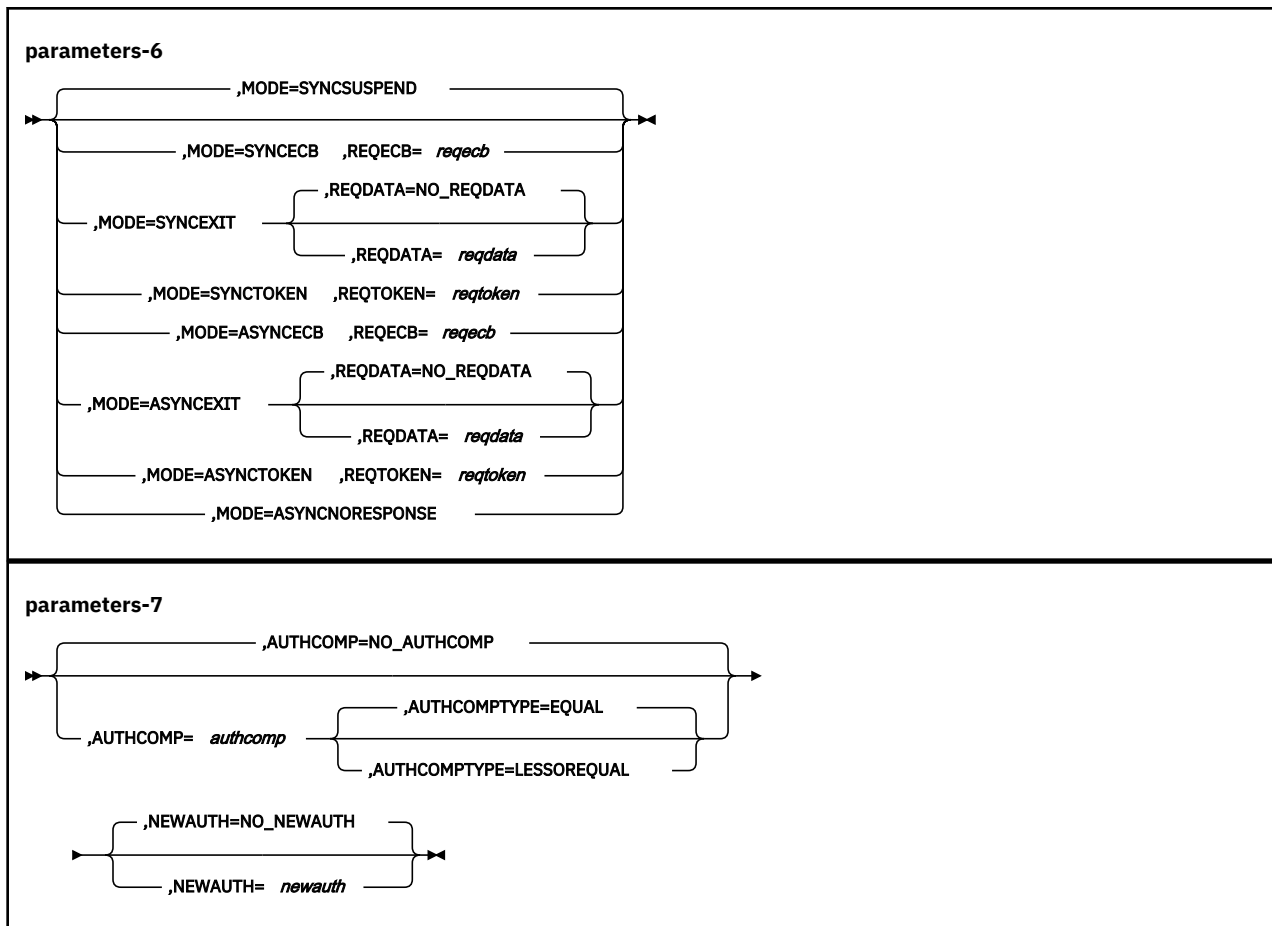 parameters-6
,MODE=SYNCSUSPEND
,MODE=SYNCECB ,REQECB= reqecb
,REQDATA=NO_REQDATA
,MODE=SYNCEXIT
,REQDATA= reqdata
,MODE=SYNCTOKEN ,REQTOKEN= reqtoken
,MODE=ASYNCECB ,REQECB= reqecb
,REQDATA=NO_REQDATA
,MODE=ASYNCEXIT
,REQDATA= reqdata
,MODE=ASYNCTOKEN ,REQTOKEN= reqtoken
,MODE=ASYNCNORESPONSE
parameters-7
,AUTHCOMP=NO_AUTHCOMP
,AUTHCOMPTYPE=EQUAL
,AUTHCOMP= authcomp
,AUTHCOMPTYPE=LESSOREQUAL
,NEWAUTH=NO_NEWAUTH
,NEWAUTH= newauth